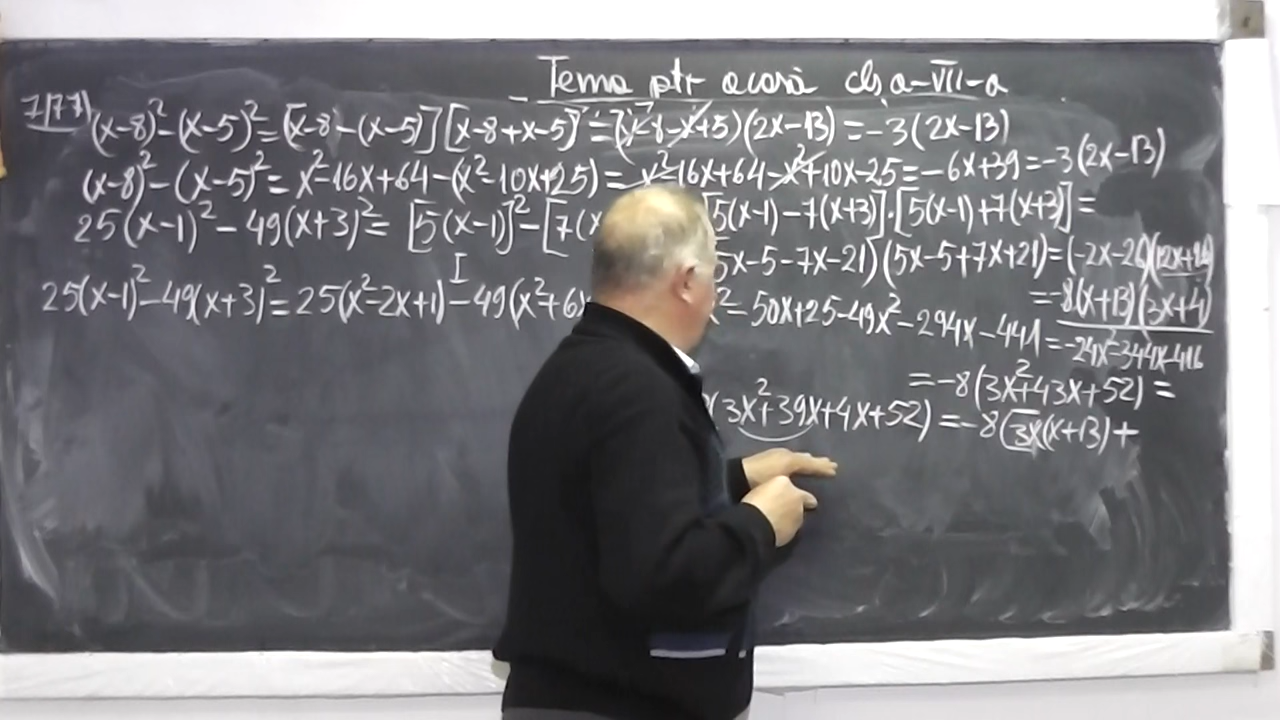 Tema ptr acasă cls, a-VII-a
7/77) (x-8)²-(x-5)²=[x-8-(x-5)][x-8+x-5]=(x-8-x+5)(2x-13)=-3(2x-13)
(x-8)²-(x-5)²=x²-16x+64-(x²-10x+25)=x²-16x+64-x²+10x-25=-6x+39=-3(2x-13)
25(x-1)²-49(x+3)²=[5(x-1)]²-[7(x 5(x-1)-7(x+3)]·[5(x-1)+7(x+3)]=
5x-5-7x-21)(5x-5+7x+21)=(-2x-26)(12x+16)
=-8(x+13)(3x+4)
25(x-1)²-49(x+3)²=25(x²-2x+1)-49(x²+6x ²-50x+25-49x²-294x-441=-24x²-344x-416
=-8(3x²+43x+52)=
(3x²+39x+4x+52)=-8(3x(x+13)+